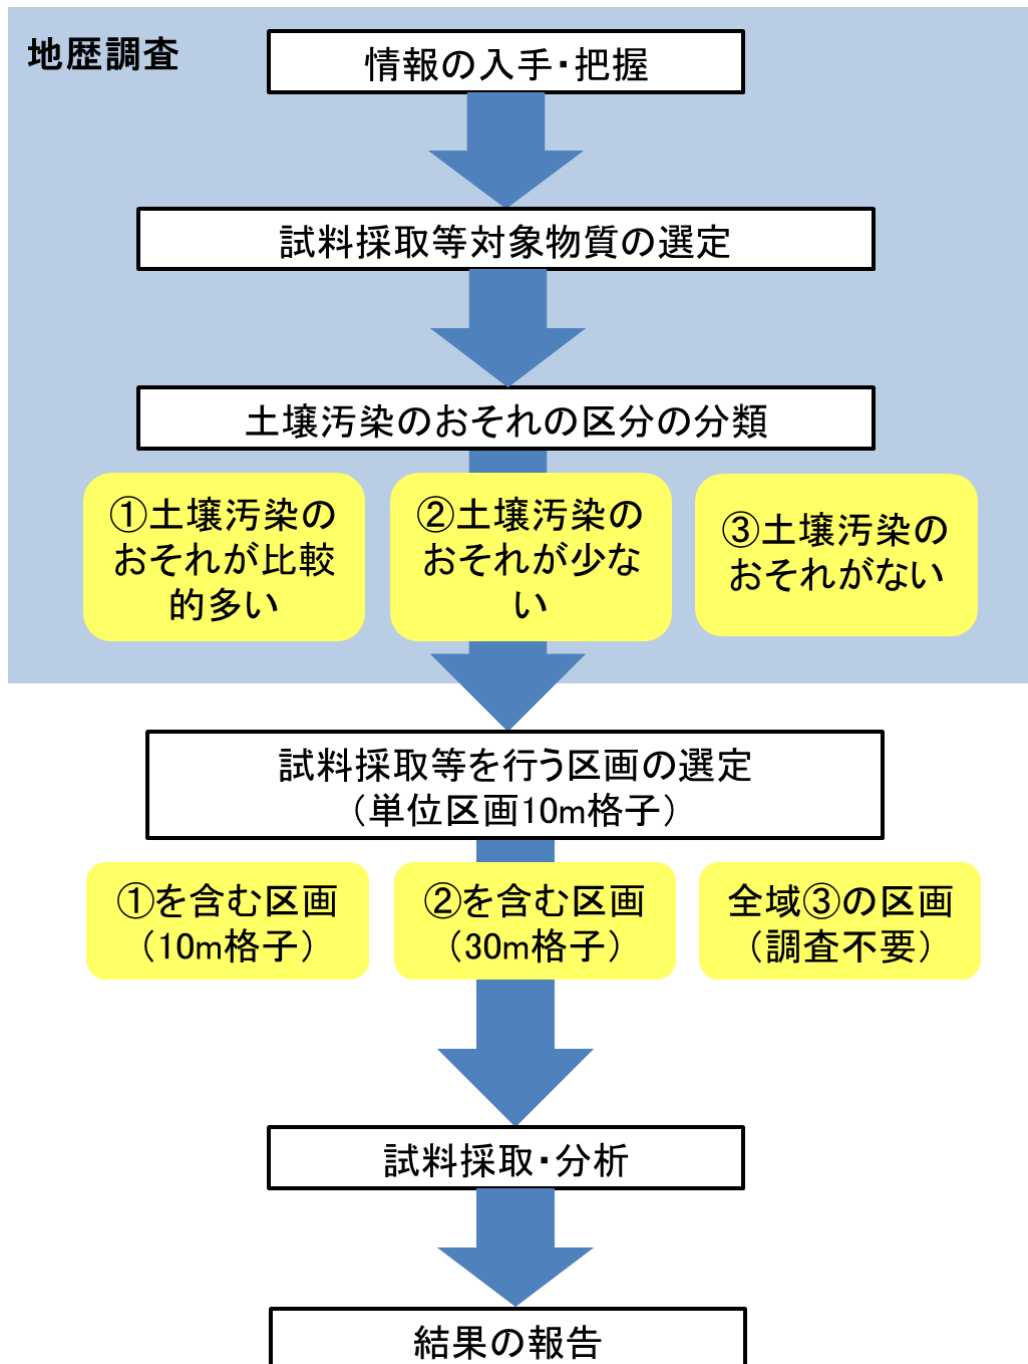 地歴調査
情報の入手・把握
試料採取等対象物質の選定
土壌汚染のおそれの区分の分類
①土壌汚染の
おそれが比較
的多い
②土壌汚染の
おそれが少な
い
③土壌汚染の
おそれがない
試料採取等を行う区画の選定
（単位区画10m格子）
①を含む区画
（10m格子）
②を含む区画
（30m格子）
全域③の区画
（調査不要）
試料採取・分析
結果の報告